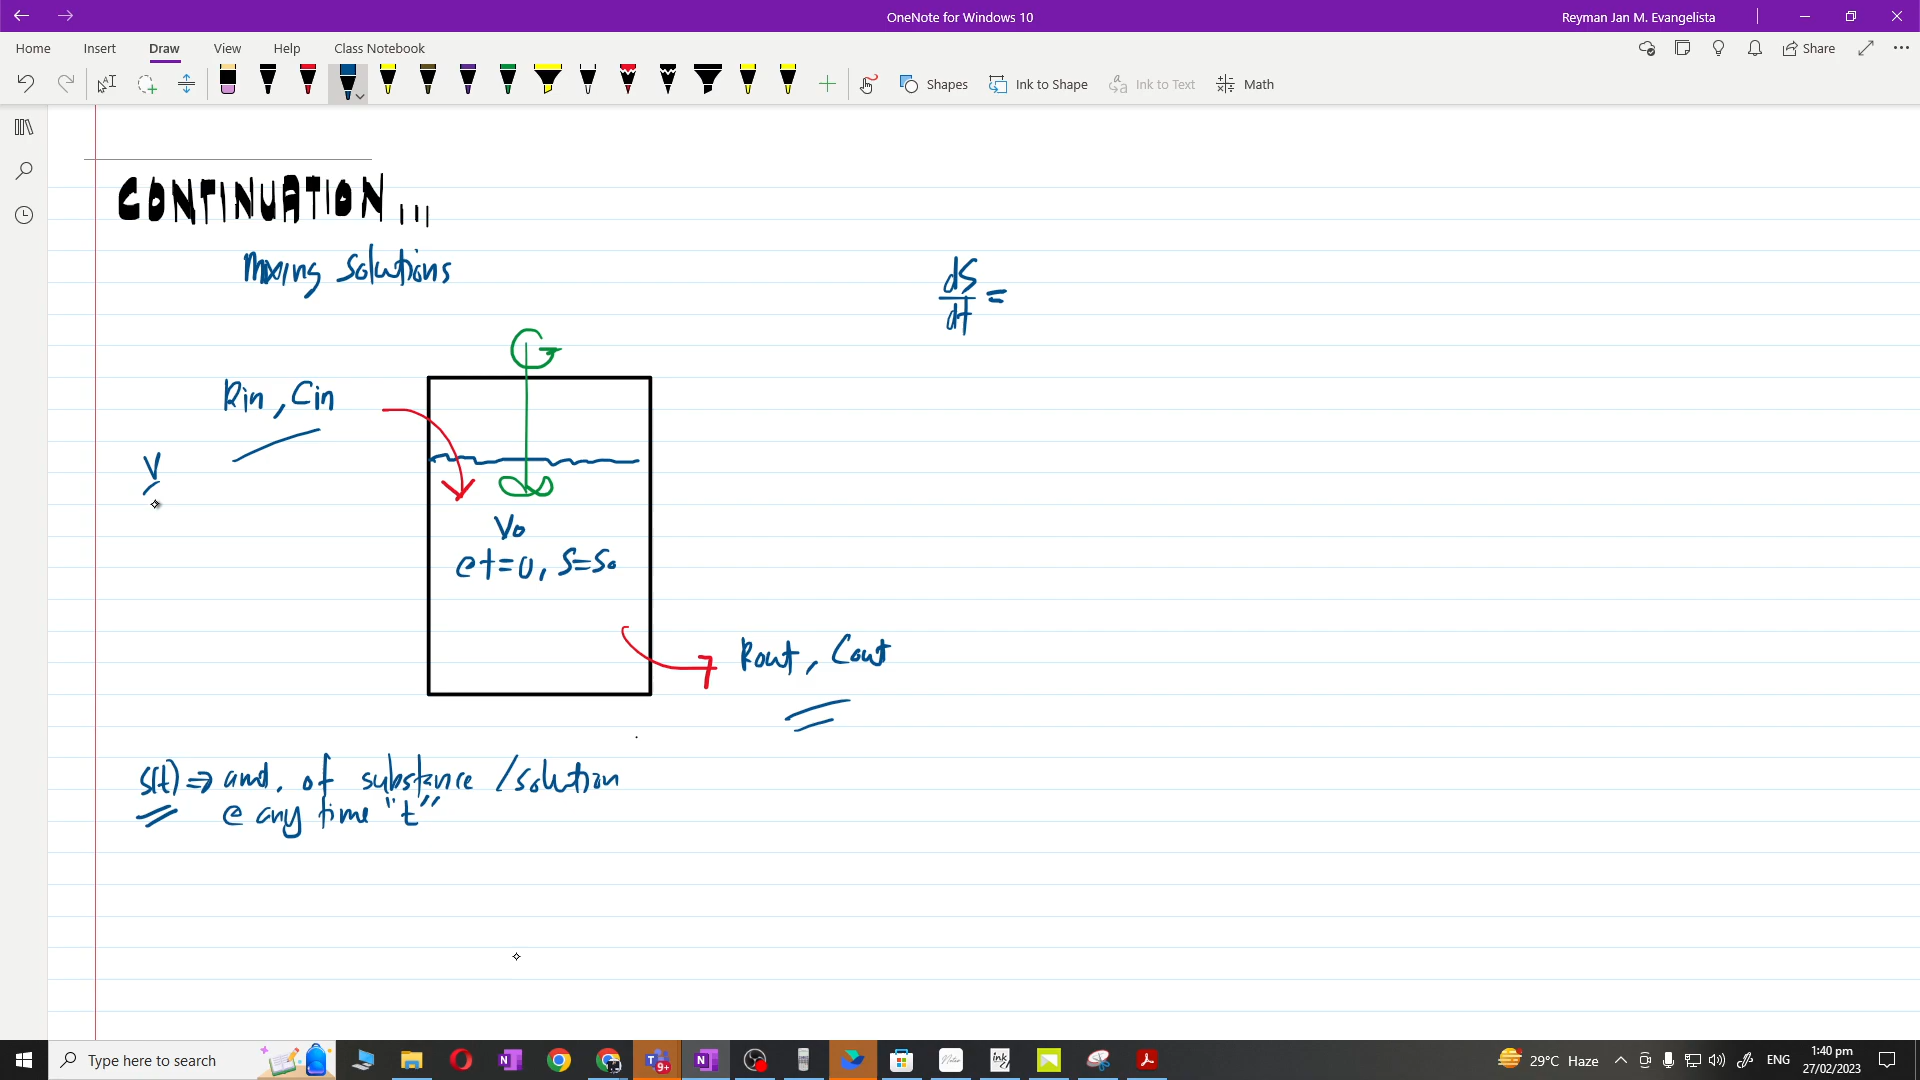 OneNote for Windows 10
Reyman Jan M. Evangelista
Home Insert Draw View Help Class Notebook
Share
Shapes Ink to Shape Ink to Text Math
CONTINUATION...
Mixing Solutions
dS
dt =
Rin, Cin
V
Vo
@ t=0, S=So
Rout, Cout
S(t) ⇒ amt. of substance / solution
@ any time "t"
Type here to search
9+
29°C Haze
ENG
1:40 pm
27/02/2023